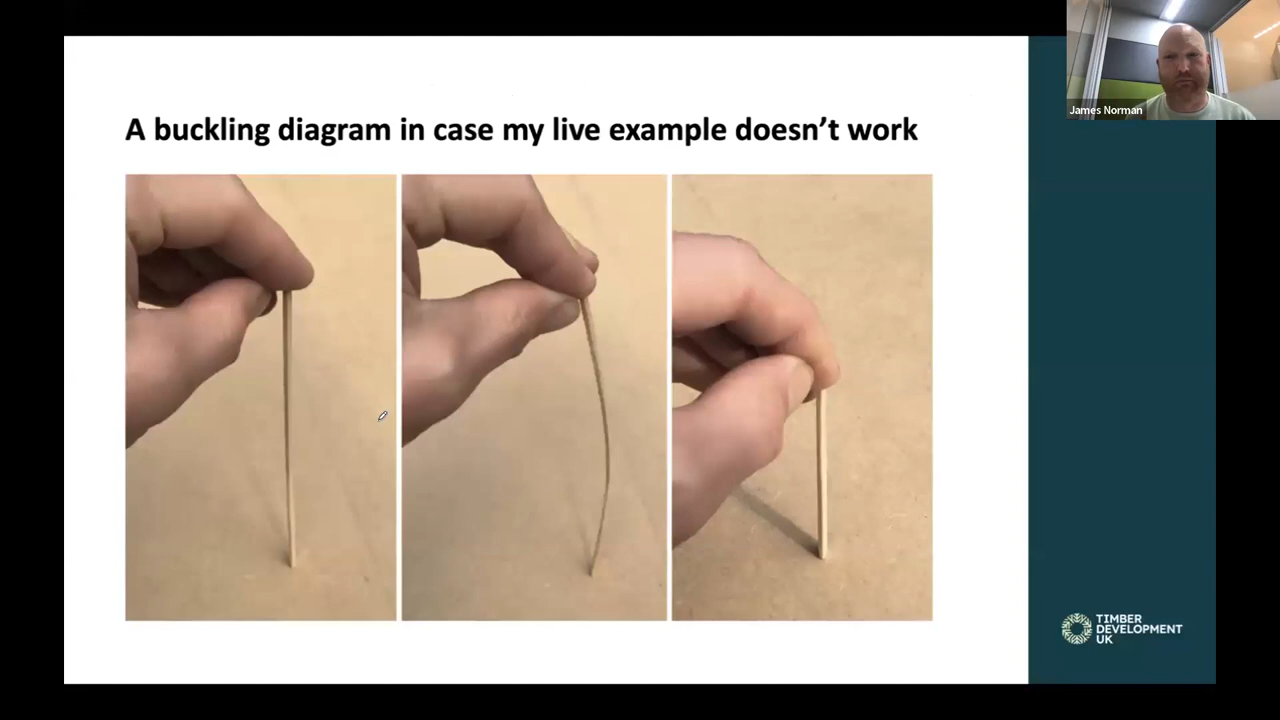 James Norman
A buckling diagram in case my live example doesn’t work
TIMBER
DEVELOPMENT
UK